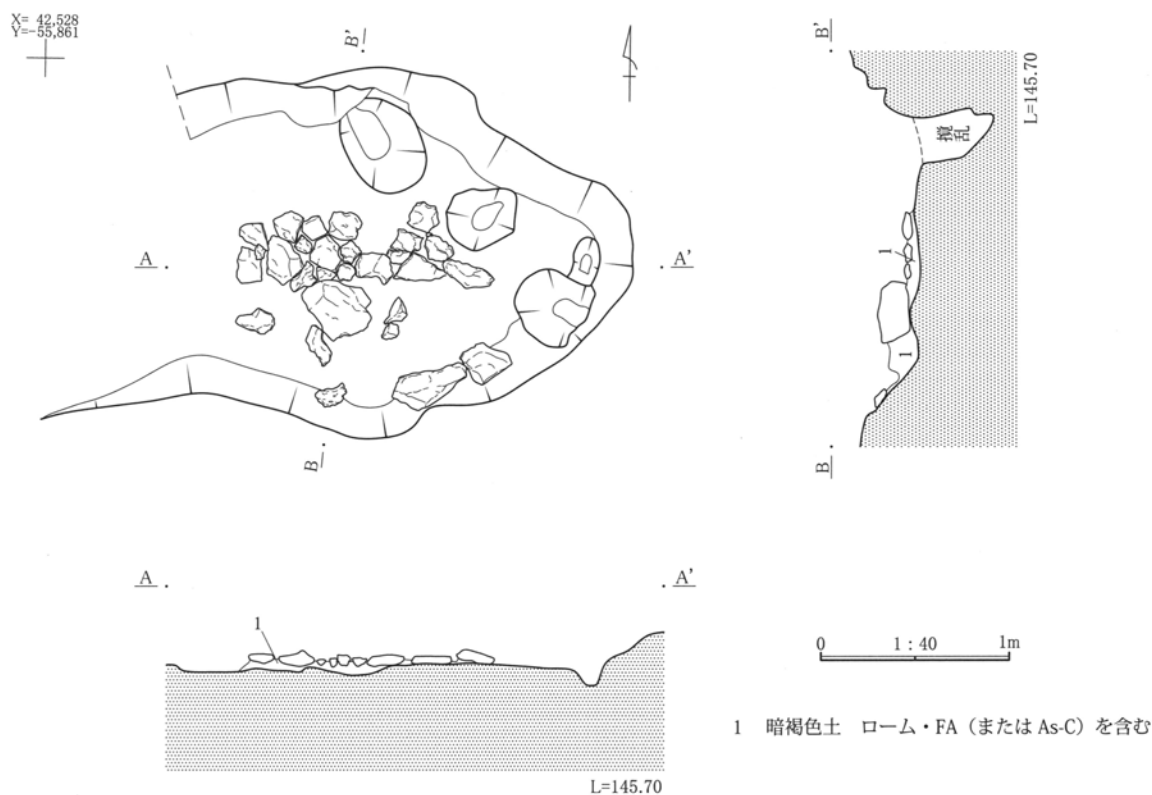 X= 42,528
Y=-55,861
B'
A
A'
B
B'
L=145.70
攪乱
1
1
B
A
A'
1
L=145.70
0 1:40 1m
1 暗褐色土 ローム・FA(または As-C)を含む